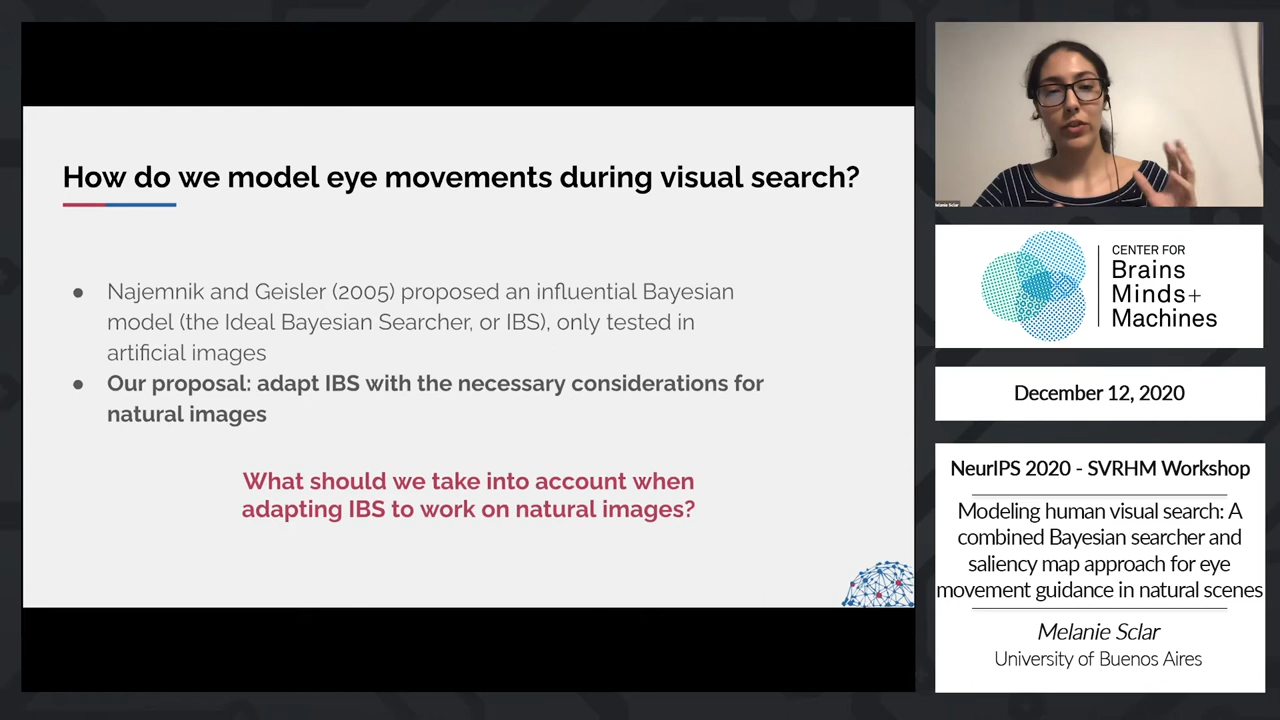 How do we model eye movements during visual search?
● Najemnik and Geisler (2005) proposed an influential Bayesian
model (the Ideal Bayesian Searcher, or IBS), only tested in
artificial images
● Our proposal: adapt IBS with the necessary considerations for
natural images
What should we take into account when
adapting IBS to work on natural images?
Melanie Sclar
CENTER FOR
Brains
Minds+
Machines
December 12, 2020
NeurIPS 2020 - SVRHM Workshop
Modeling human visual search: A
combined Bayesian searcher and
saliency map approach for eye
movement guidance in natural scenes
Melanie Sclar
University of Buenos Aires